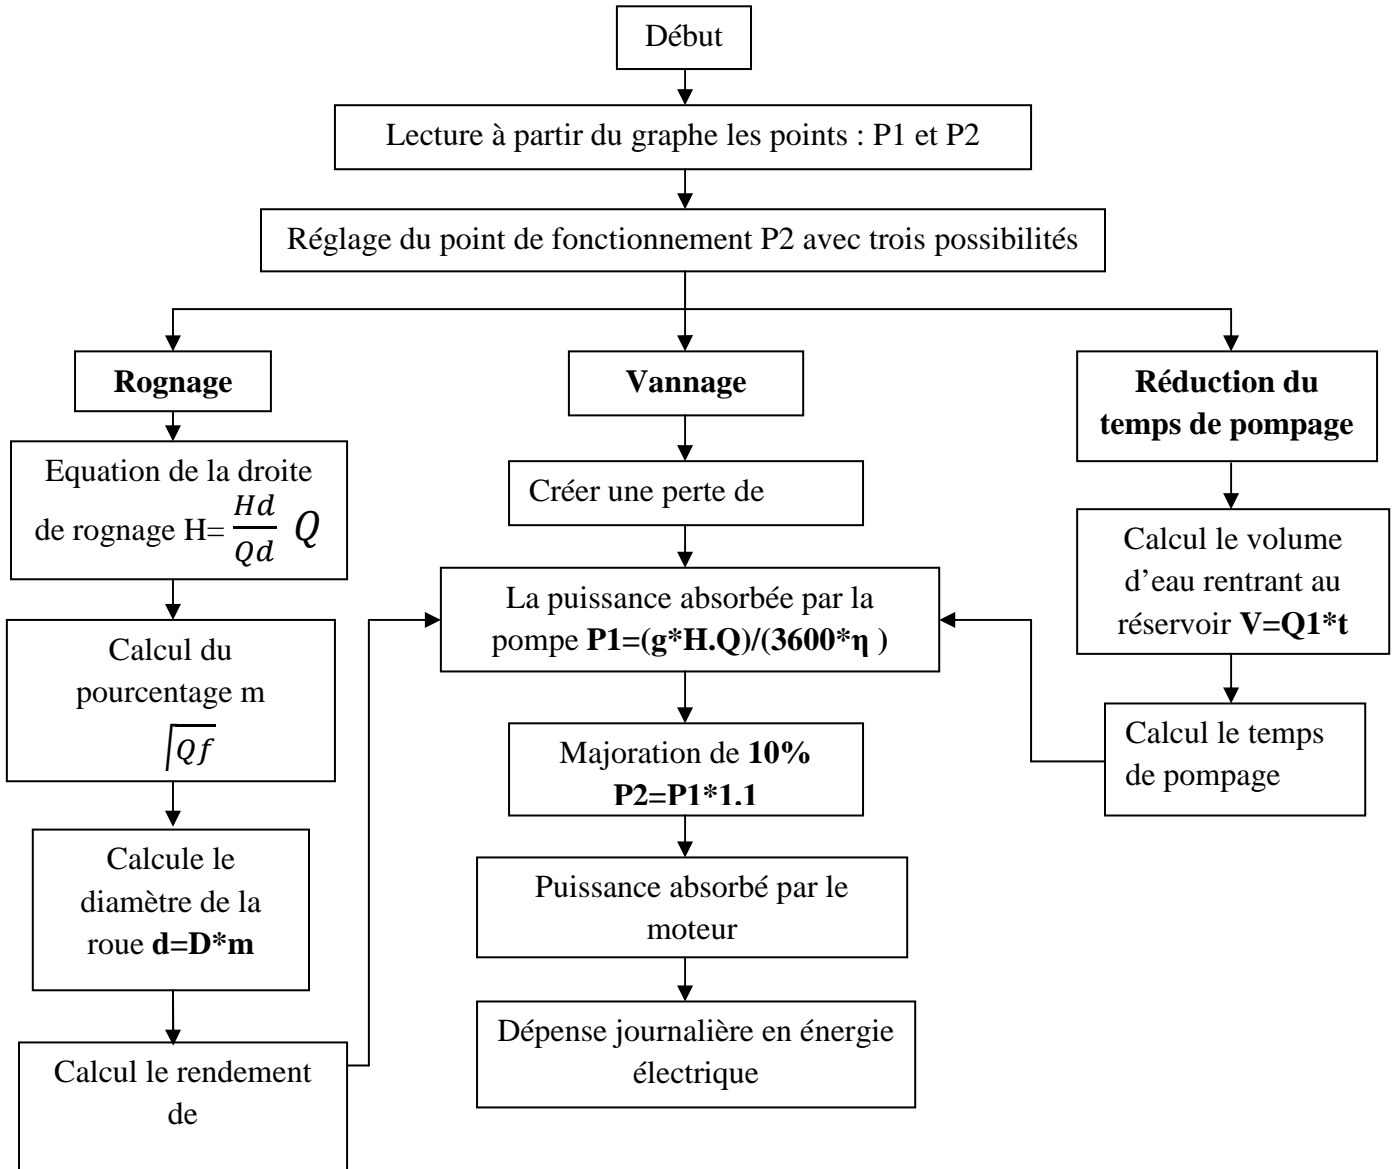 Début
Lecture à partir du graphe les points : P1 et P2
Réglage du point de fonctionnement P2 avec trois possibilités
Rognage
Equation de la droite
de rognage H= Hd/Qd Q
Calcul du
pourcentage m
√Qf
Calcule le
diamètre de la
roue d=D*m
Calcul le rendement
de
Vannage
Créer une perte de
La puissance absorbée par la
pompe P1=(g*H.Q)/(3600*η )
Majoration de 10%
P2=P1*1.1
Puissance absorbé par le
moteur
Dépense journalière en énergie
électrique
Réduction du
temps de pompage
Calcul le volume
d’eau rentrant au
réservoir V=Q1*t
Calcul le temps
de pompage